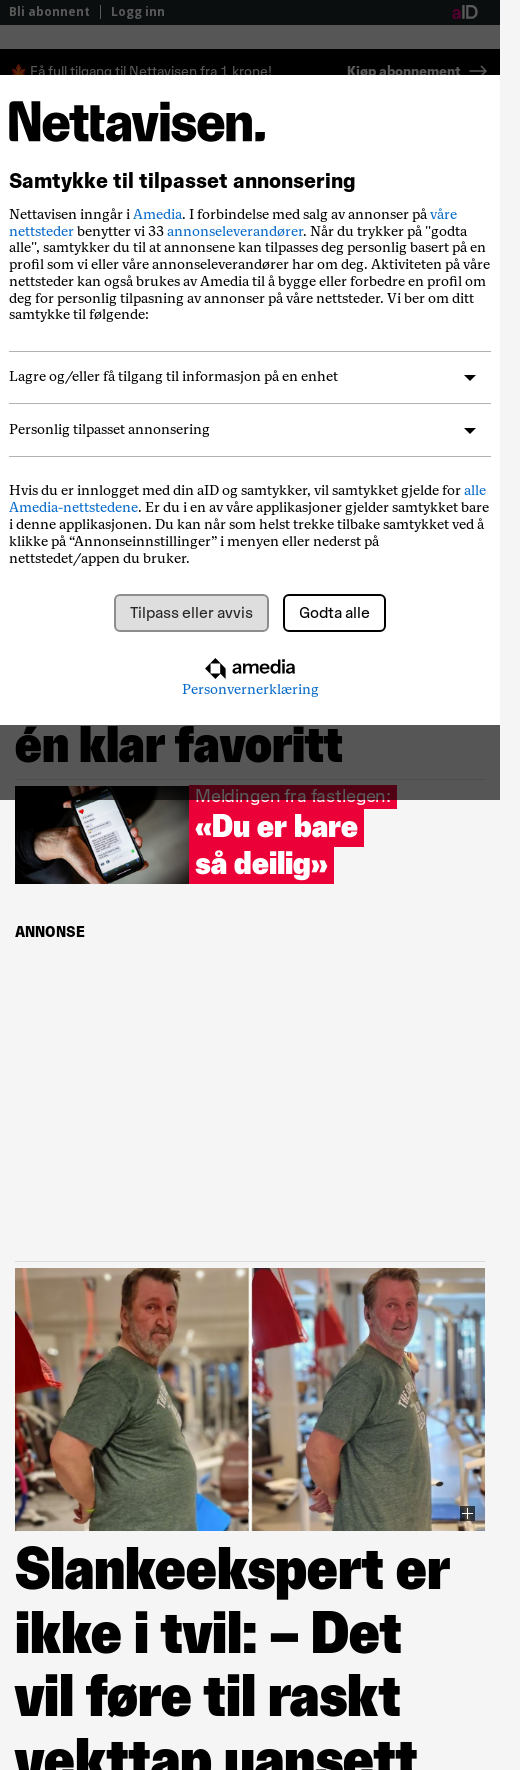 Bli abonnent | Logg inn
aID
🍁 Få full tilgang til Nettavisen fra 1 krone! Kjøp abonnement →
Nettavisen.
Samtykke til tilpasset annonsering
Nettavisen inngår i Amedia. I forbindelse med salg av annonser på våre
nettsteder benytter vi 33 annonseleverandører. Når du trykker på "godta
alle", samtykker du til at annonsene kan tilpasses deg personlig basert på en
profil som vi eller våre annonseleverandører har om deg. Aktiviteten på våre
nettsteder kan også brukes av Amedia til å bygge eller forbedre en profil om
deg for personlig tilpasning av annonser på våre nettsteder. Vi ber om ditt
samtykke til følgende:
Lagre og/eller få tilgang til informasjon på en enhet
Personlig tilpasset annonsering
Hvis du er innlogget med din aID og samtykker, vil samtykket gjelde for alle
Amedia-nettstedene. Er du i en av våre applikasjoner gjelder samtykket bare
i denne applikasjonen. Du kan når som helst trekke tilbake samtykket ved å
klikke på “Annonseinnstillinger” i menyen eller nederst på
nettstedet/appen du bruker.
Tilpass eller avvis
Godta alle
amedia
Personvernerklæring
én klar favoritt
Meldingen fra fastlegen:
«Du er bare
så deilig»
ANNONSE
Slankeekspert er
ikke i tvil: – Det
vil føre til raskt
vekttap uansett